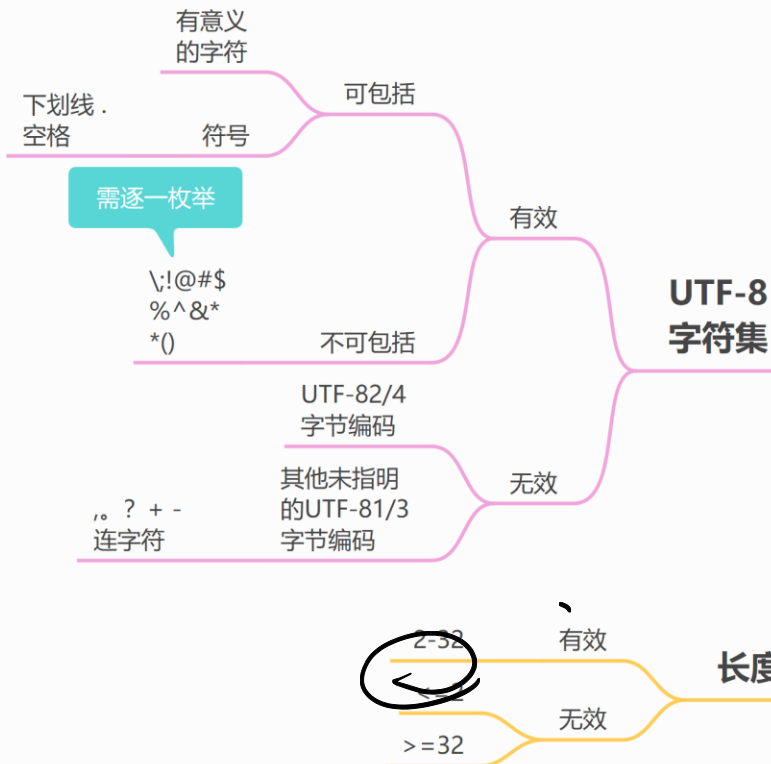 有意义
的字符
可包括
下划线 .
空格
符号
需逐一枚举
有效
\;!@#$
%^&*
*()
不可包括
UTF-8
字符集
UTF-82/4
字节编码
无效
其他未指明
的UTF-81/3
字节编码
,。？ + -
连字符
2-32
有效
长度
<=2
无效
>=32